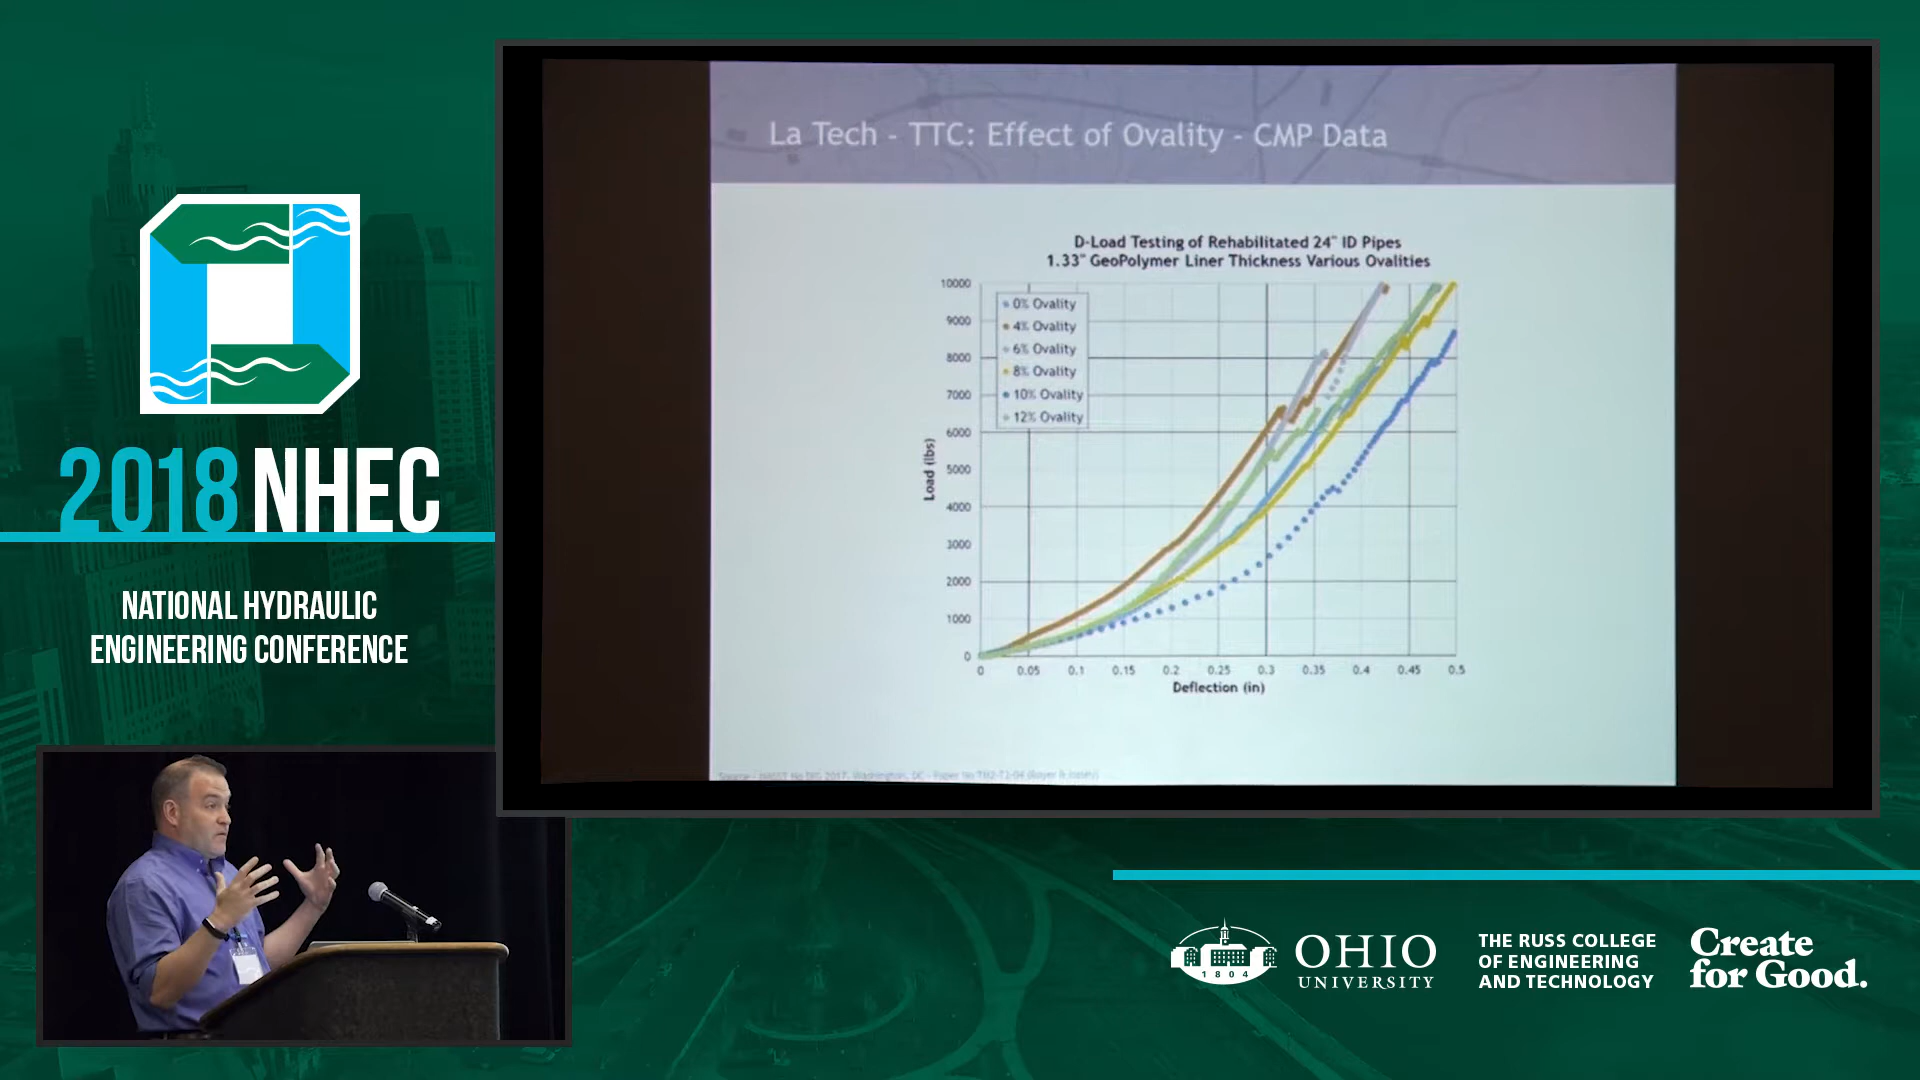 2018 NHEC
NATIONAL HYDRAULIC
ENGINEERING CONFERENCE
La Tech - TTC: Effect of Ovality - CMP Data
D-Load Testing of Rehabilitated 24" ID Pipes
1.33" GeoPolymer Liner Thickness Various Ovalities
10000
9000
8000
7000
6000
5000
4000
3000
2000
1000
0
Load (lbs)
0% Ovality
4% Ovality
6% Ovality
8% Ovality
10% Ovality
12% Ovality
0 0.05 0.1 0.15 0.2 0.25 0.3 0.35 0.4 0.45 0.5
Deflection (in)
1804
OHIO
UNIVERSITY
THE RUSS COLLEGE
OF ENGINEERING
AND TECHNOLOGY
Create
for Good.